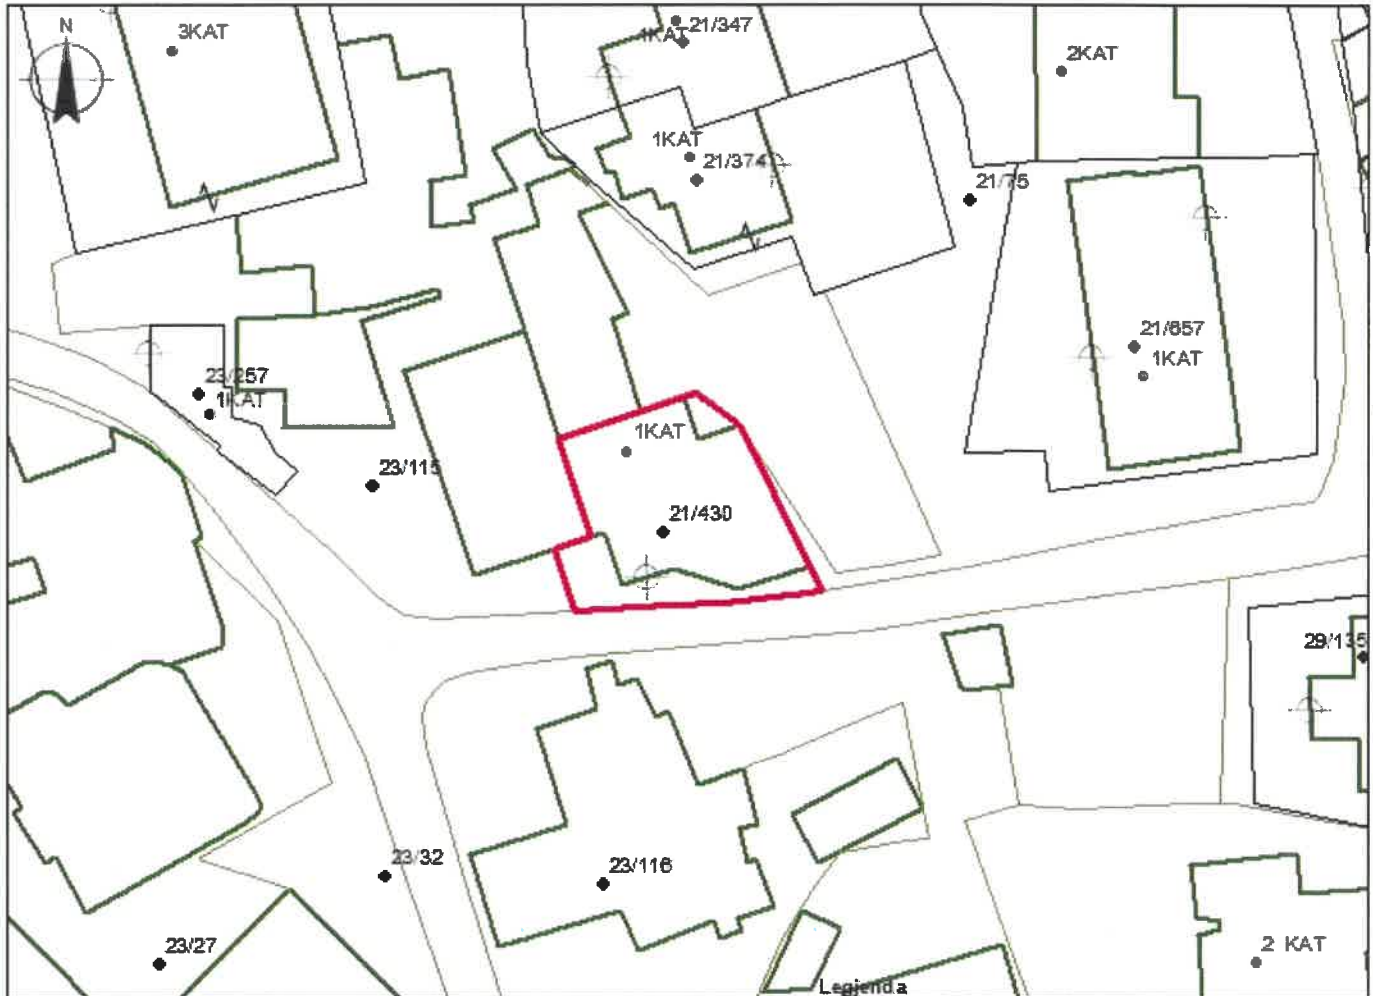 N
3KAT
21/347
1KAT
2KAT
1KAT
21/374
21/75
21/657
1KAT
23/257
1KAT
1KAT
23/115
21/430
29/135
23/32
23/116
23/27
2 KAT
Legjenda